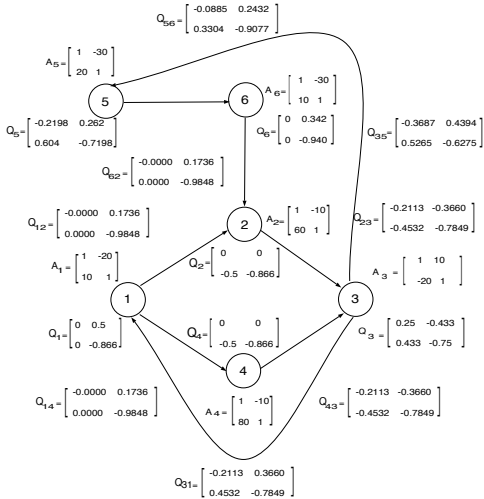 Q56= [ -0.0885 0.2432
0.3304 -0.9077 ]
A5= [ 1 -30
20 1 ]
5
6
A6= [ 1 -30
10 1 ]
Q5= [ -0.2198 0.262
0.604 -0.7198 ]
Q6= [ 0 0.342
0 -0.940 ]
Q35= [ -0.3687 0.4394
0.5265 -0.6275 ]
Q62= [ -0.0000 0.1736
0.0000 -0.9848 ]
Q12= [ -0.0000 0.1736
0.0000 -0.9848 ]
2
A2= [ 1 -10
60 1 ]
Q23= [ -0.2113 -0.3660
-0.4532 -0.7849 ]
A1= [ 1 -20
10 1 ]
Q2= [ 0 0
-0.5 -0.866 ]
A3= [ 1 10
-20 1 ]
1
3
Q1= [ 0 0.5
0 -0.866 ]
Q4= [ 0 0
-0.5 -0.866 ]
Q3= [ 0.25 -0.433
0.433 -0.75 ]
4
Q14= [ -0.0000 0.1736
0.0000 -0.9848 ]
A4= [ 1 -10
80 1 ]
Q43= [ -0.2113 -0.3660
-0.4532 -0.7849 ]
Q31= [ -0.2113 0.3660
0.4532 -0.7849 ]